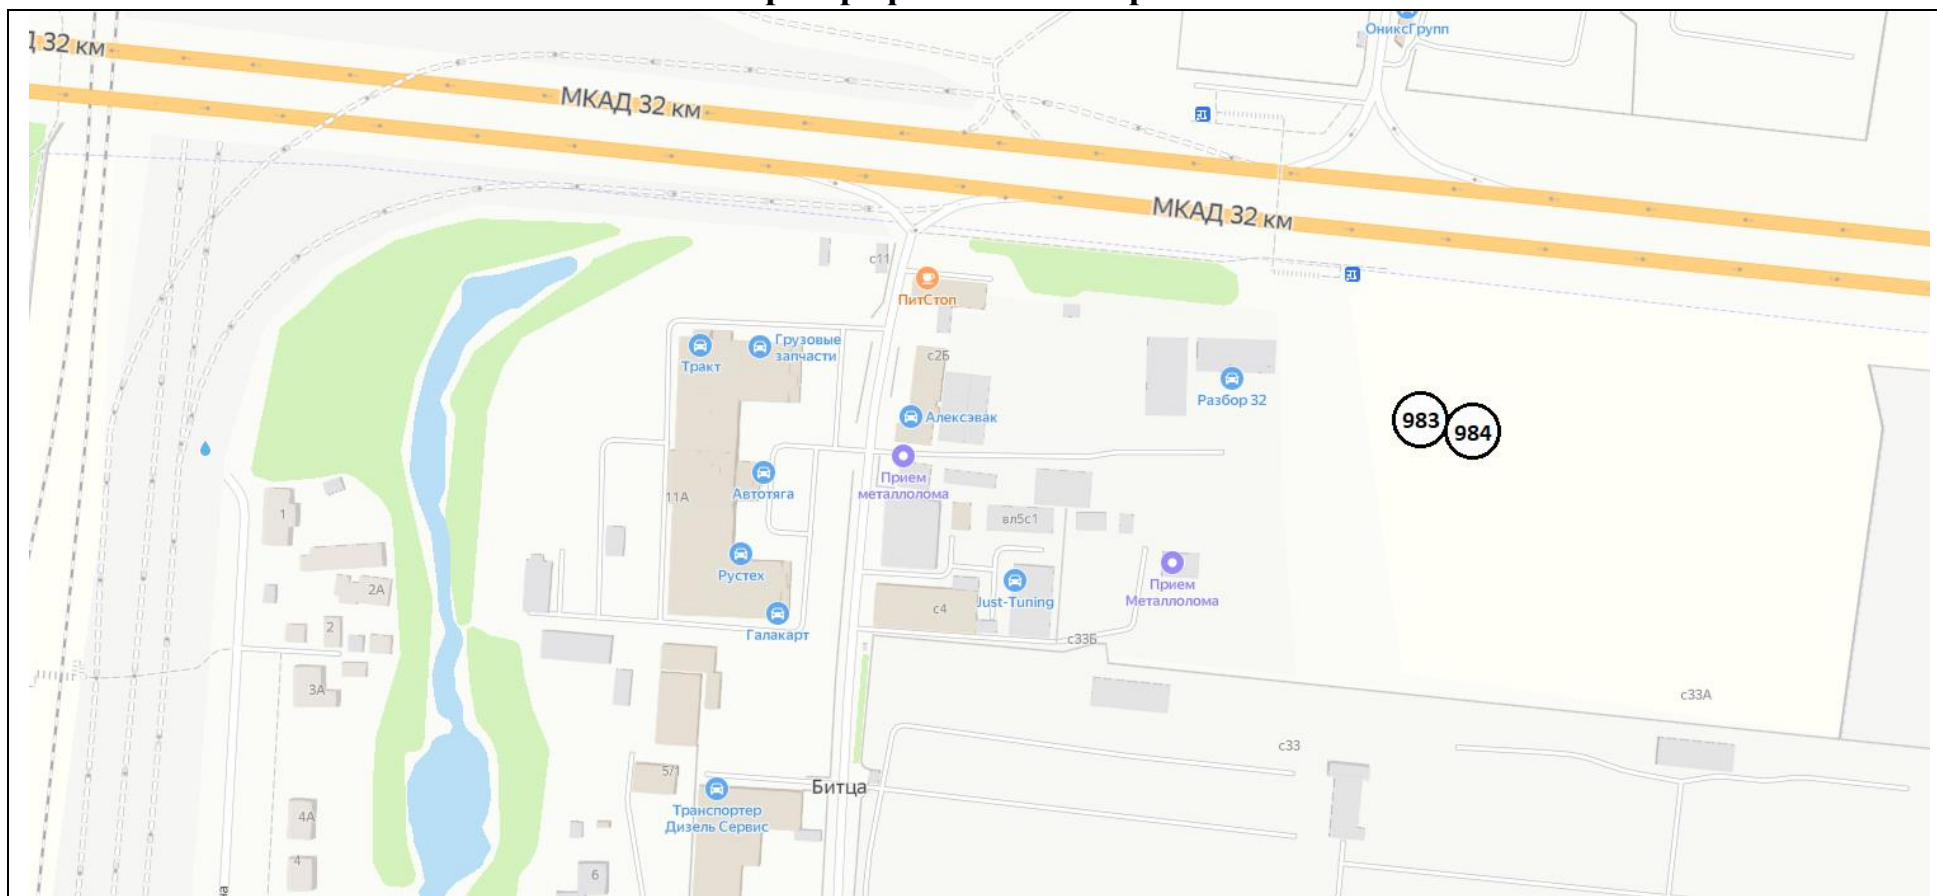 ОниксГрупп
32 км
МКАД 32 км
МКАД 32 км
с11
ПитСтоп
Грузовые
запчасти
Тракт
с2Б
Разбор 32
983
984
Алексэвак
Прием
металлолома
Автотяга
11А
вл5с1
1
Рустех
Прием
Металлолома
Just-Tuning
2А
с4
2
Галакарт
с33Б
3А
с33А
с33
5/1
Битца
Транспортер
Дизель Сервис
4А
4
6